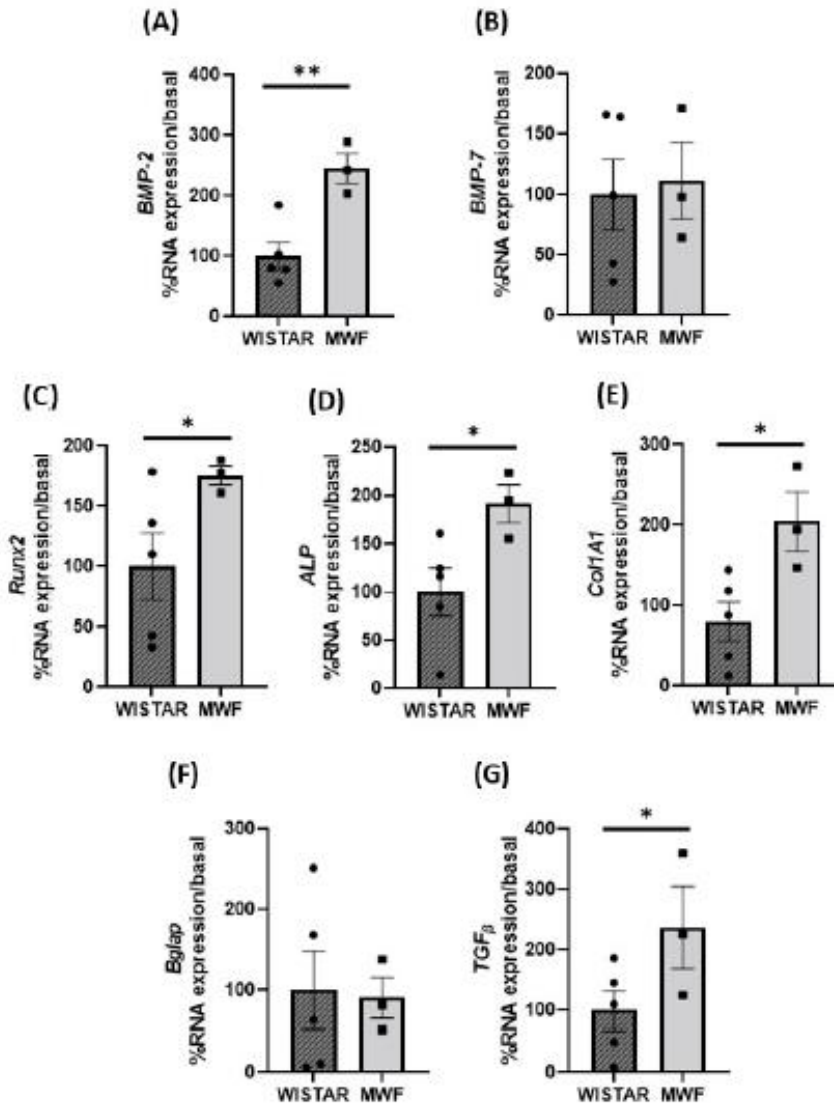 (A)
**
400
300
200
100
0
BMP-2
%RNA expression/basal
WISTAR MWF
(B)
200
150
100
50
0
BMP-7
%RNA expression/basal
WISTAR MWF
(C)
*
200
150
100
50
0
Runx2
%RNA expression/basal
WISTAR MWF
(D)
*
250
200
150
100
50
0
ALP
%RNA expression/basal
WISTAR MWF
(E)
*
300
200
100
0
Col1A1
%RNA expression/basal
WISTAR MWF
(F)
300
200
100
0
Bglap
%RNA expression/basal
WISTAR MWF
(G)
*
400
300
200
100
0
TGFβ
%RNA expression/basal
WISTAR MWF